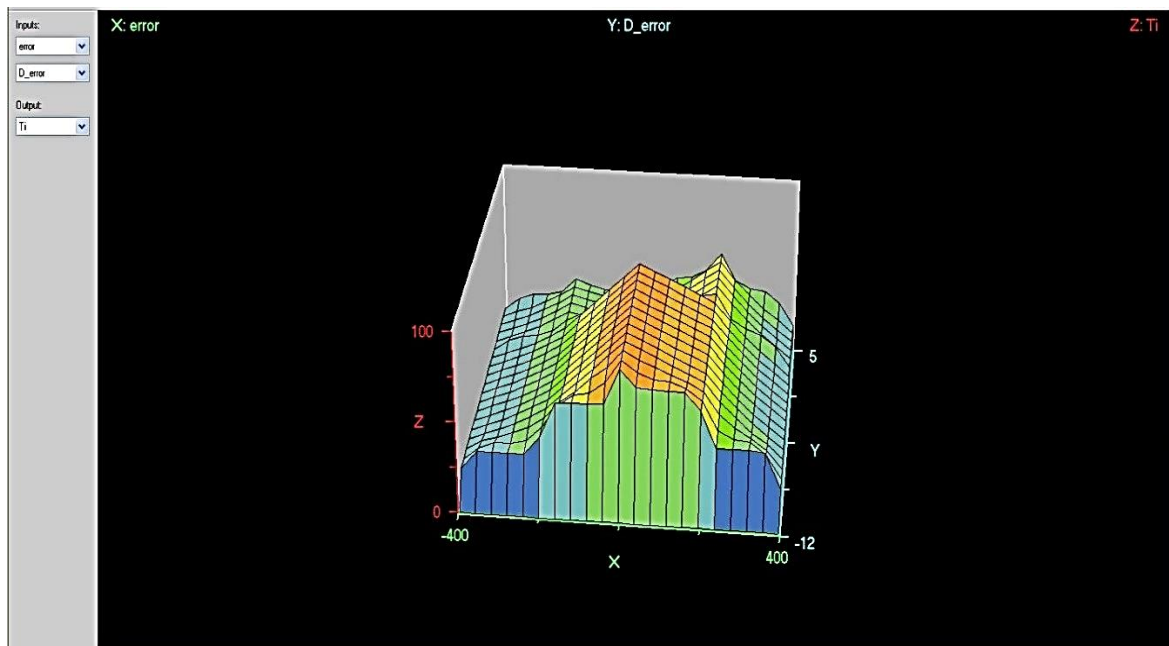 Inputs:
error
D_error
Output:
Ti
X: error
Y: D_error
Z: Ti
100
Z
0
-400
X
400
-12
Y
5